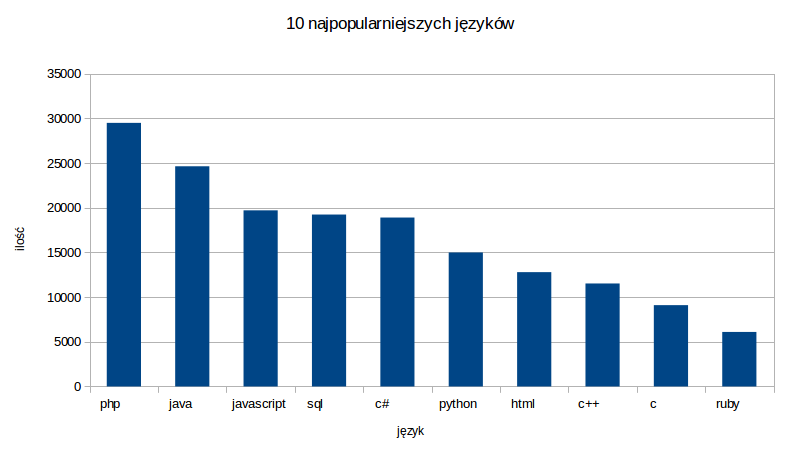 10 najpopularniejszych języków
35000
30000
25000
20000
15000
10000
5000
0
ilość
php java javascript sql c# python html c++ c ruby
język